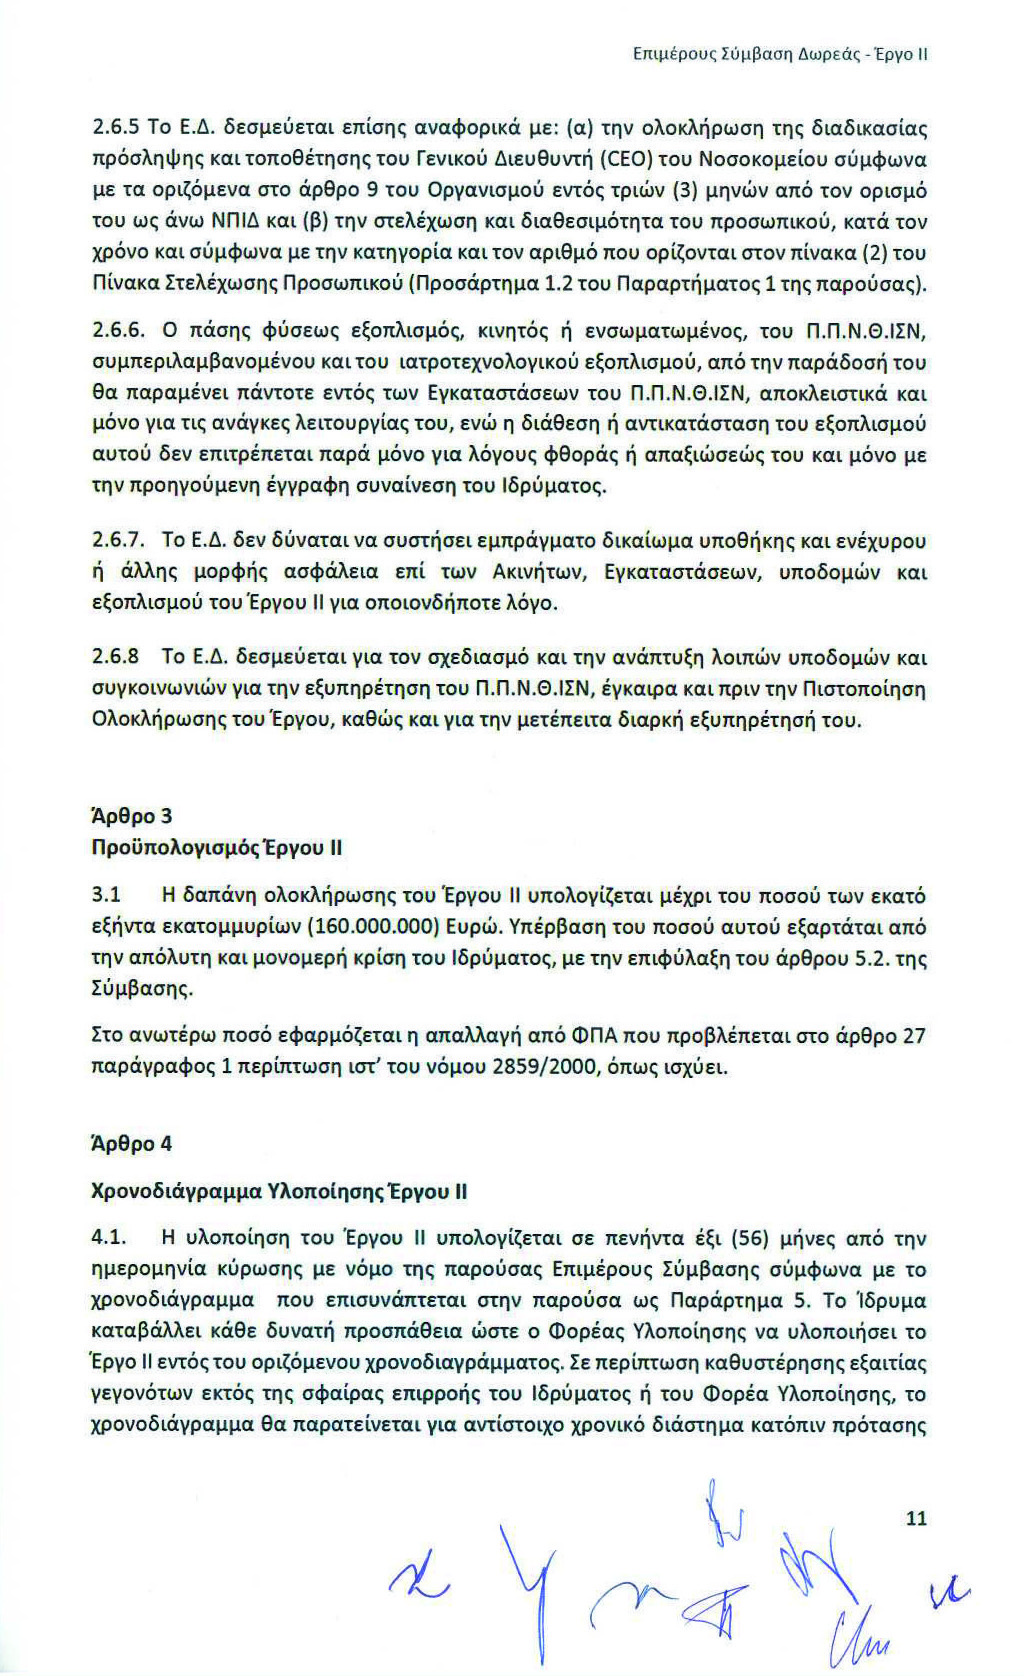 Επιμέρους Σύμβαση Δωρεάς - Έργο ΙΙ
2.6.5 Το Ε.Δ. δεσμεύεται επίσης αναφορικά με: (α) την ολοκλήρωση της διαδικασίας
πρόσληψης και τοποθέτησης του Γενικού Διευθυντή (CEO) του Νοσοκομείου σύμφωνα
με τα οριζόμενα στο άρθρο 9 του Οργανισμού εντός τριών (3) μηνών από τον ορισμό
του ως άνω ΝΠΙΔ και (β) την στελέχωση και διαθεσιμότητα του προσωπικού, κατά τον
χρόνο και σύμφωνα με την κατηγορία και τον αριθμό που ορίζονται στον πίνακα (2) του
Πίνακα Στελέχωσης Προσωπικού (Προσάρτημα 1.2 του Παραρτήματος 1 της παρούσας).
2.6.6. Ο πάσης φύσεως εξοπλισμός, κινητός ή ενσωματωμένος, του Π.Π.Ν.Θ.ΙΣΝ,
συμπεριλαμβανομένου και του ιατροτεχνολογικού εξοπλισμού, από την παράδοσή του
θα παραμένει πάντοτε εντός των Εγκαταστάσεων του Π.Π.Ν.Θ.ΙΣΝ, αποκλειστικά και
μόνο για τις ανάγκες λειτουργίας του, ενώ η διάθεση ή αντικατάσταση του εξοπλισμού
αυτού δεν επιτρέπεται παρά μόνο για λόγους φθοράς ή απαξιώσεώς του και μόνο με
την προηγούμενη έγγραφη συναίνεση του Ιδρύματος.
2.6.7. Το Ε.Δ. δεν δύναται να συστήσει εμπράγματο δικαίωμα υποθήκης και ενέχυρου
ή άλλης μορφής ασφάλεια επί των Ακινήτων, Εγκαταστάσεων, υποδομών και
εξοπλισμού του Έργου ΙΙ για οποιονδήποτε λόγο.
2.6.8 Το Ε.Δ. δεσμεύεται για τον σχεδιασμό και την ανάπτυξη λοιπών υποδομών και
συγκοινωνιών για την εξυπηρέτηση του Π.Π.Ν.Θ.ΙΣΝ, έγκαιρα και πριν την Πιστοποίηση
Ολοκλήρωσης του Έργου, καθώς και για την μετέπειτα διαρκή εξυπηρέτησή του.
Άρθρο 3
Προϋπολογισμός Έργου ΙΙ
3.1 Η δαπάνη ολοκλήρωσης του Έργου ΙΙ υπολογίζεται μέχρι του ποσού των εκατό
εξήντα εκατομμυρίων (160.000.000) Ευρώ. Υπέρβαση του ποσού αυτού εξαρτάται από
την απόλυτη και μονομερή κρίση του Ιδρύματος, με την επιφύλαξη του άρθρου 5.2. της
Σύμβασης.
Στο ανωτέρω ποσό εφαρμόζεται η απαλλαγή από ΦΠΑ που προβλέπεται στο άρθρο 27
παράγραφος 1 περίπτωση ιστ’ του νόμου 2859/2000, όπως ισχύει.
Άρθρο 4
Χρονοδιάγραμμα Υλοποίησης Έργου ΙΙ
4.1. Η υλοποίηση του Έργου ΙΙ υπολογίζεται σε πενήντα έξι (56) μήνες από την
ημερομηνία κύρωσης με νόμο της παρούσας Επιμέρους Σύμβασης σύμφωνα με το
χρονοδιάγραμμα που επισυνάπτεται στην παρούσα ως Παράρτημα 5. Το Ίδρυμα
καταβάλλει κάθε δυνατή προσπάθεια ώστε ο Φορέας Υλοποίησης να υλοποιήσει το
Έργο ΙΙ εντός του οριζόμενου χρονοδιαγράμματος. Σε περίπτωση καθυστέρησης εξαιτίας
γεγονότων εκτός της σφαίρας επιρροής του Ιδρύματος ή του Φορέα Υλοποίησης, το
χρονοδιάγραμμα θα παρατείνεται για αντίστοιχο χρονικό διάστημα κατόπιν πρότασης
11